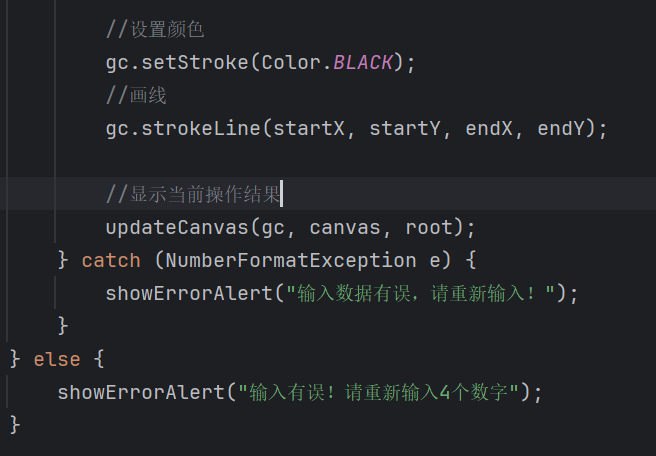 //设置颜色
gc.setStroke(Color.BLACK);
//画线
gc.strokeLine(startX, startY, endX, endY);
//显示当前操作结果
updateCanvas(gc, canvas, root);
} catch (NumberFormatException e) {
showErrorAlert("输入数据有误，请重新输入！");
}
} else {
showErrorAlert("输入有误！请重新输入4个数字");
}